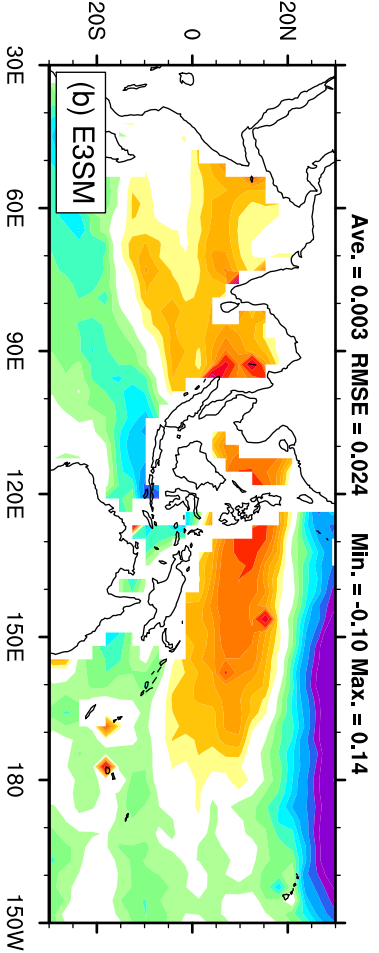 Ave. = 0.003 RMSE = 0.024 Min. = -0.10 Max. = 0.14
20N
0
20S
(b) E3SM
30E 60E 90E 120E 150E 180 150W